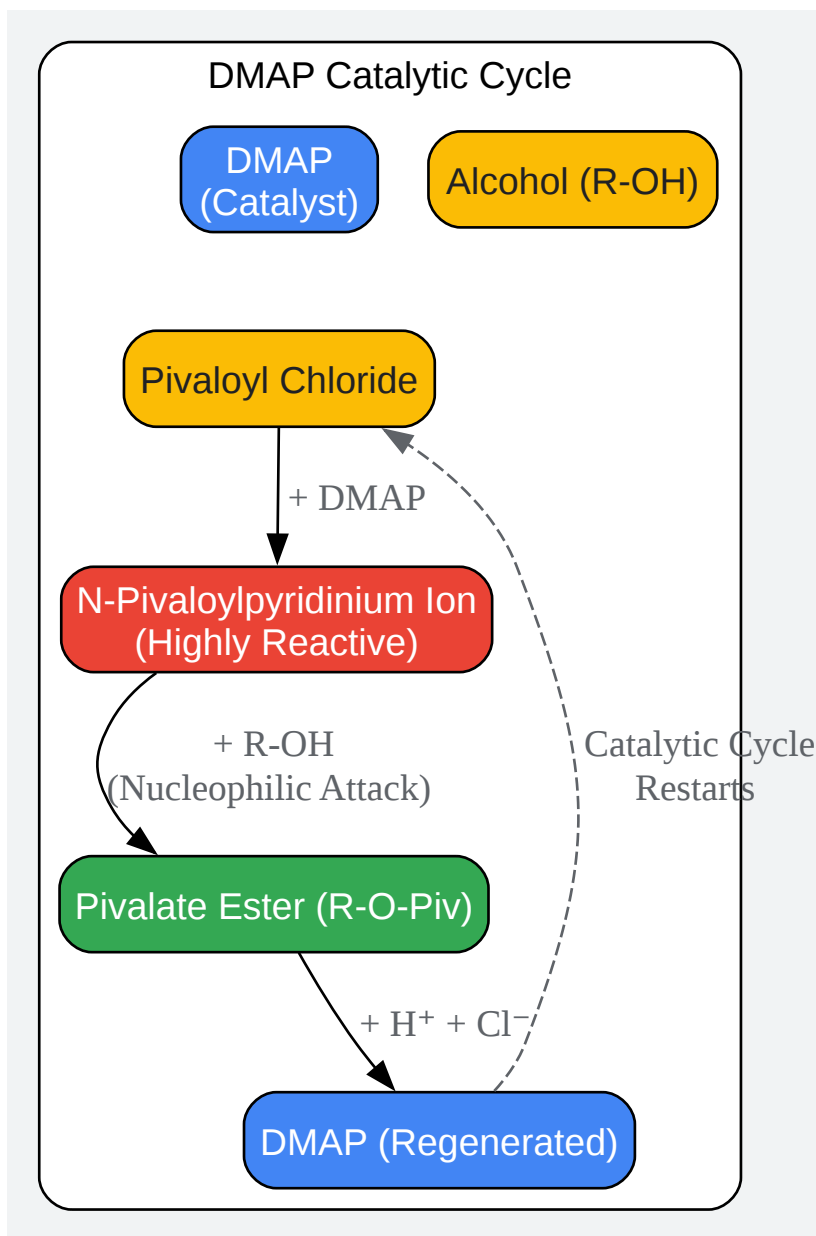 DMAP Catalytic Cycle
DMAP
(Catalyst)
Alcohol (R-OH)
Pivaloyl Chloride
+ DMAP
N-Pivaloylpyridinium Ion
(Highly Reactive)
+ R-OH
(Nucleophilic Attack)
Catalytic Cycle
Restarts
Pivalate Ester (R-O-Piv)
+ H⁺ + Cl⁻
DMAP (Regenerated)